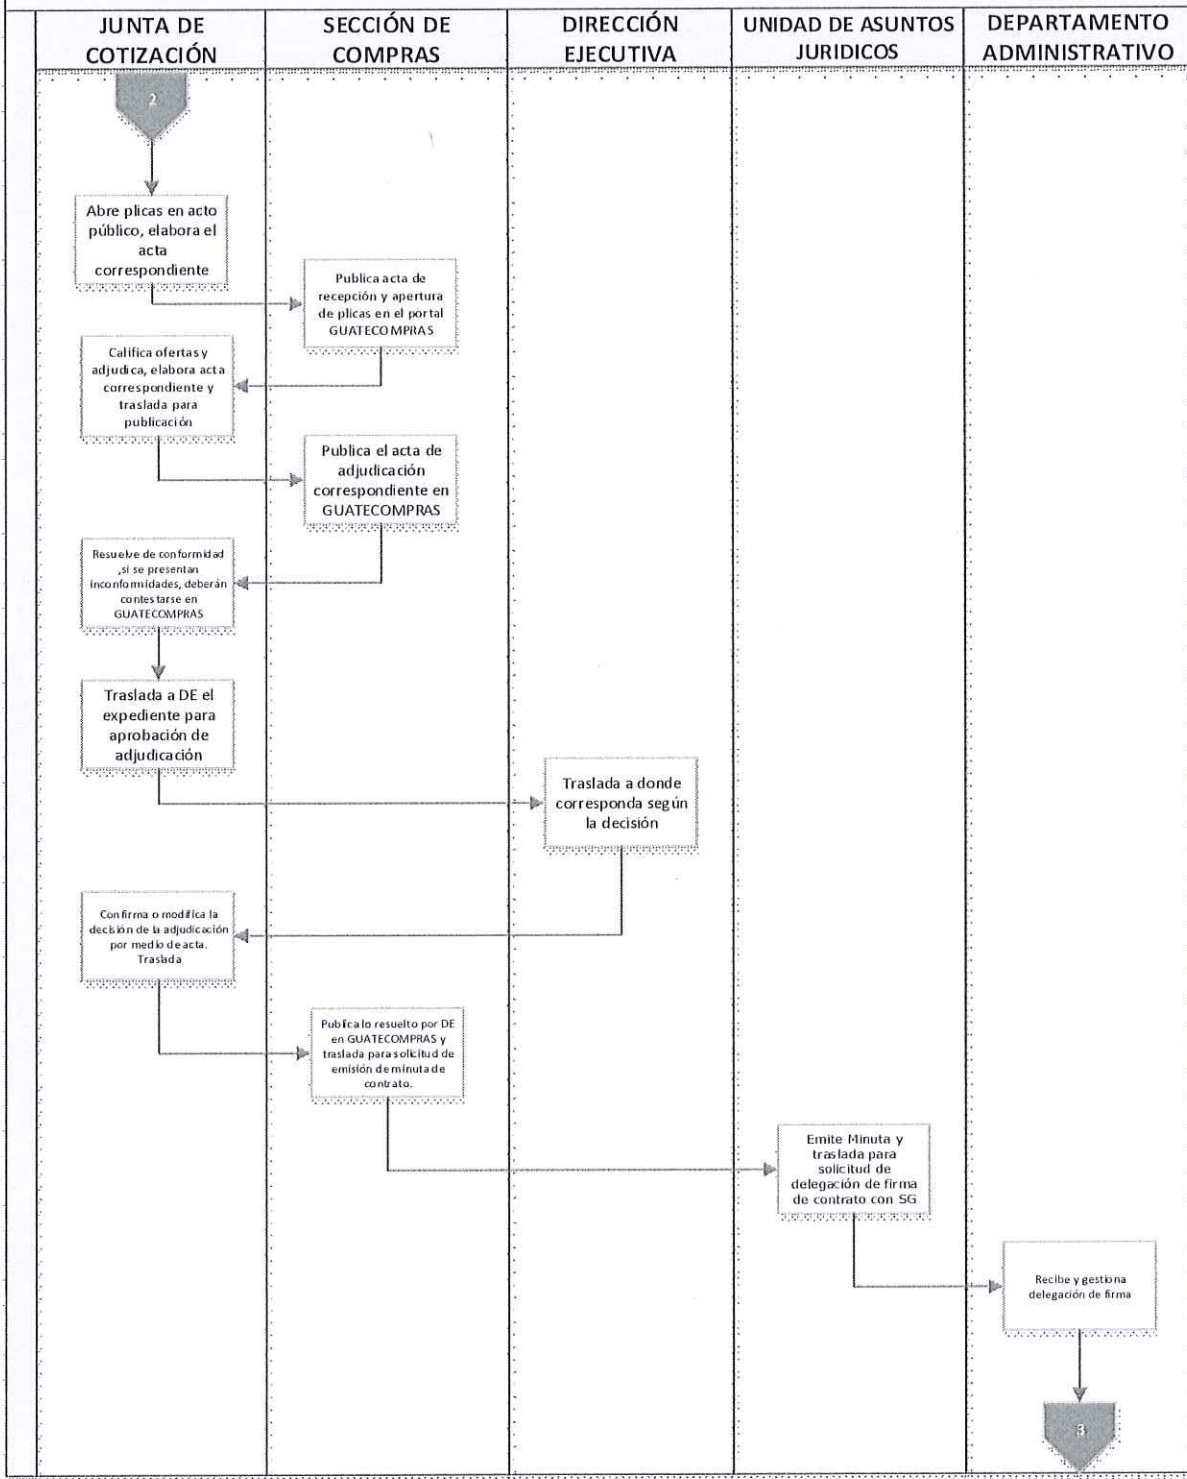 JUNTA DE
COTIZACIÓN
SECCIÓN DE
COMPRAS
DIRECCIÓN
EJECUTIVA
UNIDAD DE ASUNTOS
JURIDICOS
DEPARTAMENTO
ADMINISTRATIVO
2
Abre plicas en acto
público, elabora el
acta
correspondiente
Publica acta de
recepción y apertura
de plicas en el portal
GUATECOMPRAS
Califica ofertas y
adjudica, elabora acta
correspondiente y
traslada para
publicación
Publica el acta de
adjudicación
correspondiente en
GUATECOMPRAS
Resuelve de conformidad
,si se presentan
inconformidades, deberán
contestarse en
GUATECOMPRAS
Traslada a DE el
expediente para
aprobación de
adjudicación
Traslada a donde
corresponda según
la decisión
Confirma o modifica la
decisión de la adjudicación
por medio de acta.
Traslada
Publica lo resuelto por DE
en GUATECOMPRAS y
traslada para solicitud de
emisión de minuta de
contrato.
Emite Minuta y
traslada para
solicitud de
delegación de firma
de contrato con SG
Recibe y gestiona
delegación de firma
3